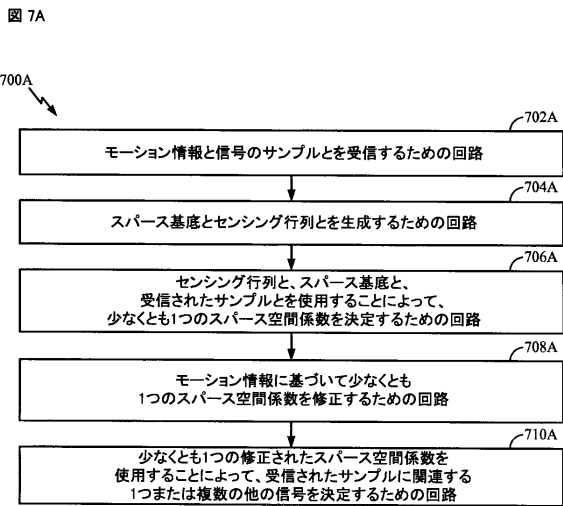 図 7A
700A
702A
モーション情報と信号のサンプルとを受信するための回路
704A
スパース基底とセンシング行列とを生成するための回路
706A
センシング行列と、スパース基底と、
受信されたサンプルとを使用することによって、
少なくとも1つのスパース空間係数を決定するための回路
708A
モーション情報に基づいて少なくとも
1つのスパース空間係数を修正するための回路
710A
少なくとも1つの修正されたスパース空間係数を
使用することによって、受信されたサンプルに関連する
1つまたは複数の他の信号を決定するための回路